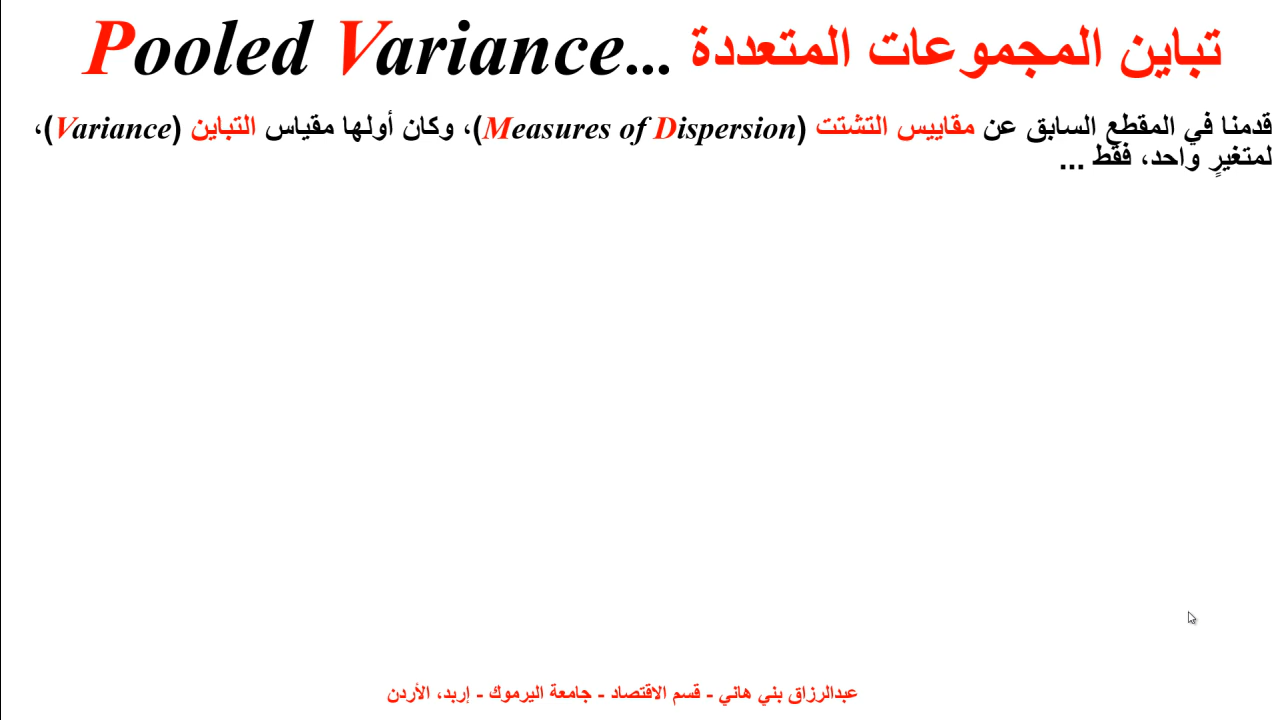 تباين المجموعات المتعددة ...Pooled Variance
قدمنا في المقطع السابق عن مقاييس التشتت (Measures of Dispersion)، وكان أولها مقياس التباين (Variance)،
لمتغيرٍ واحد، فقط ...
عبدالرزاق بني هاني - قسم الاقتصاد - جامعة اليرموك - إربد، الأردن